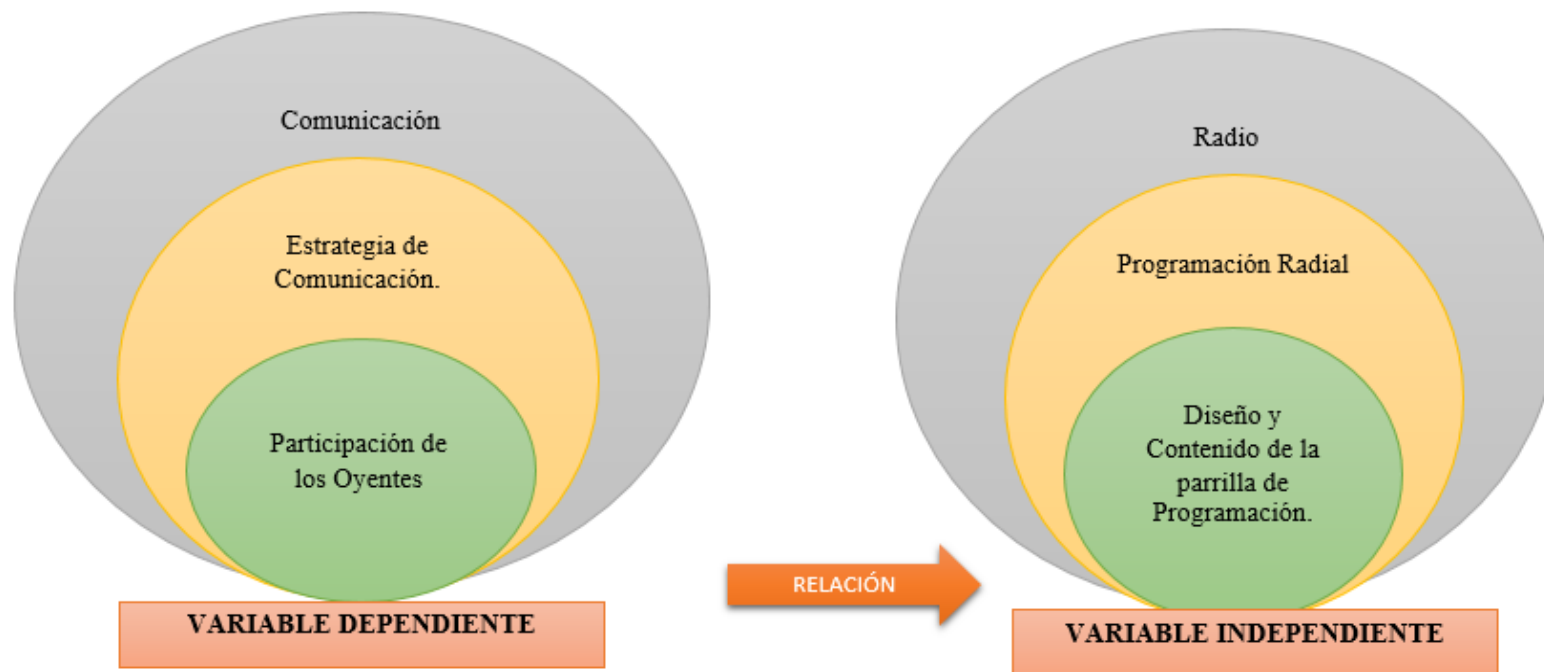 Comunicación
Estrategia de
Comunicación.
Participación de
los Oyentes
VARIABLE DEPENDIENTE
RELACIÓN
Radio
Programación Radial
Diseño y
Contenido de la
parrilla de
Programación.
VARIABLE INDEPENDIENTE